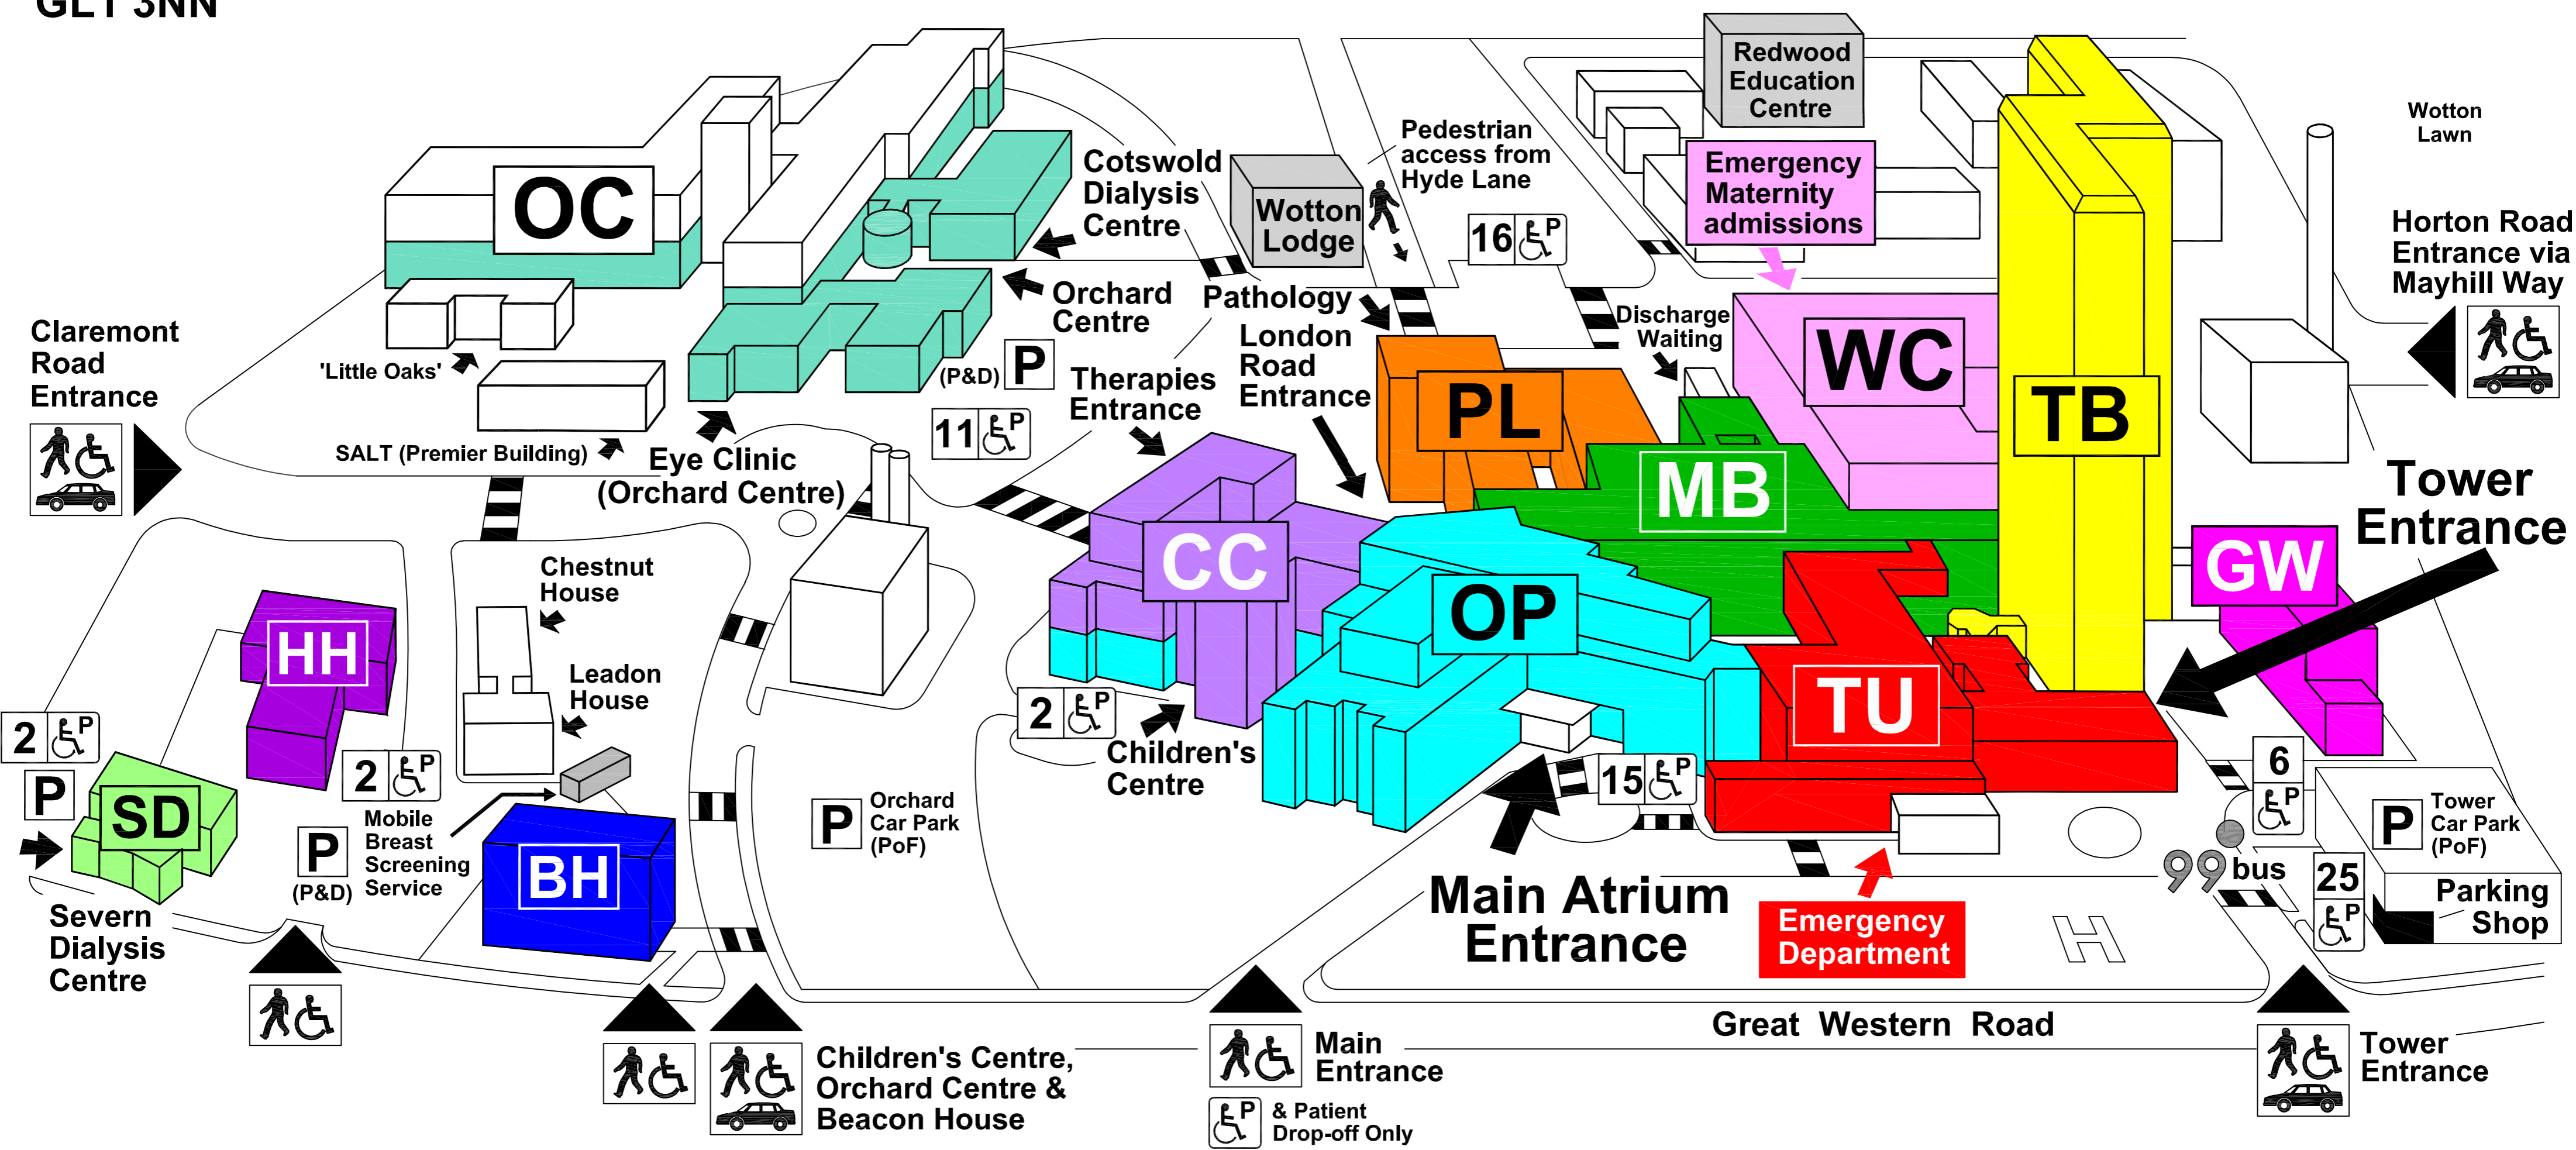 GL1 3NN
OC
Cotswold
Dialysis
Centre
Orchard
Centre
(P&D) P
11 P
'Little Oaks'
SALT (Premier Building)
Eye Clinic
(Orchard Centre)
Claremont
Road
Entrance
Wotton
Lodge
Pedestrian
access from
Hyde Lane
16 P
Redwood
Education
Centre
Emergency
Maternity
admissions
Wotton
Lawn
Horton Road
Entrance via
Mayhill Way
Pathology
London
Road
Entrance
Therapies
Entrance
Discharge
Waiting
PL
WC
TB
MB
CC
OP
TU
GW
Tower
Entrance
Chestnut
House
Leadon
House
HH
2 P
P
SD
Severn
Dialysis
Centre
2 P
P
(P&D)
Mobile
Breast
Screening
Service
BH
P
Orchard
Car Park
(PoF)
2 P
Children's
Centre
15 P
Main Atrium
Entrance
Emergency
Department
H
99 bus
6
P
25
P
P
Tower
Car Park
(PoF)
Parking
Shop
Great Western Road
Children's Centre,
Orchard Centre &
Beacon House
Main
Entrance
P
& Patient
Drop-off Only
Tower
Entrance